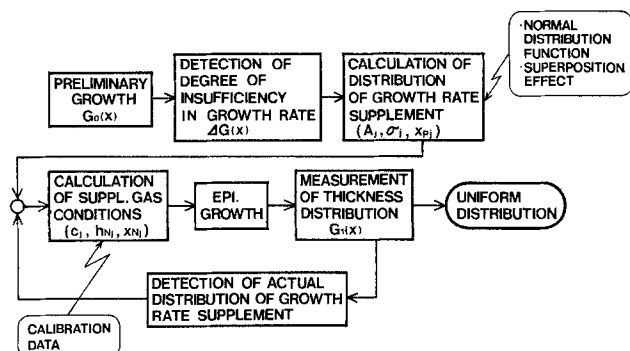 PRELIMINARY
GROWTH
G₀(x)
DETECTION OF
DEGREE OF
INSUFFICIENCY
IN GROWTH RATE
ΔG(x)
CALCULATION OF
DISTRIBUTION
OF GROWTH RATE
SUPPLEMENT
(Aj, σj, xPj)
·NORMAL
DISTRIBUTION
FUNCTION
·SUPERPOSITION
EFFECT
CALCULATION
OF SUPPL. GAS
CONDITIONS
(cj, hNj, xNj)
EPI.
GROWTH
MEASUREMENT
OF THICKNESS
DISTRIBUTION
G₁(x)
UNIFORM
DISTRIBUTION
DETECTION OF ACTUAL
DISTRIBUTION OF GROWTH
RATE SUPPLEMENT
CALIBRATION
DATA